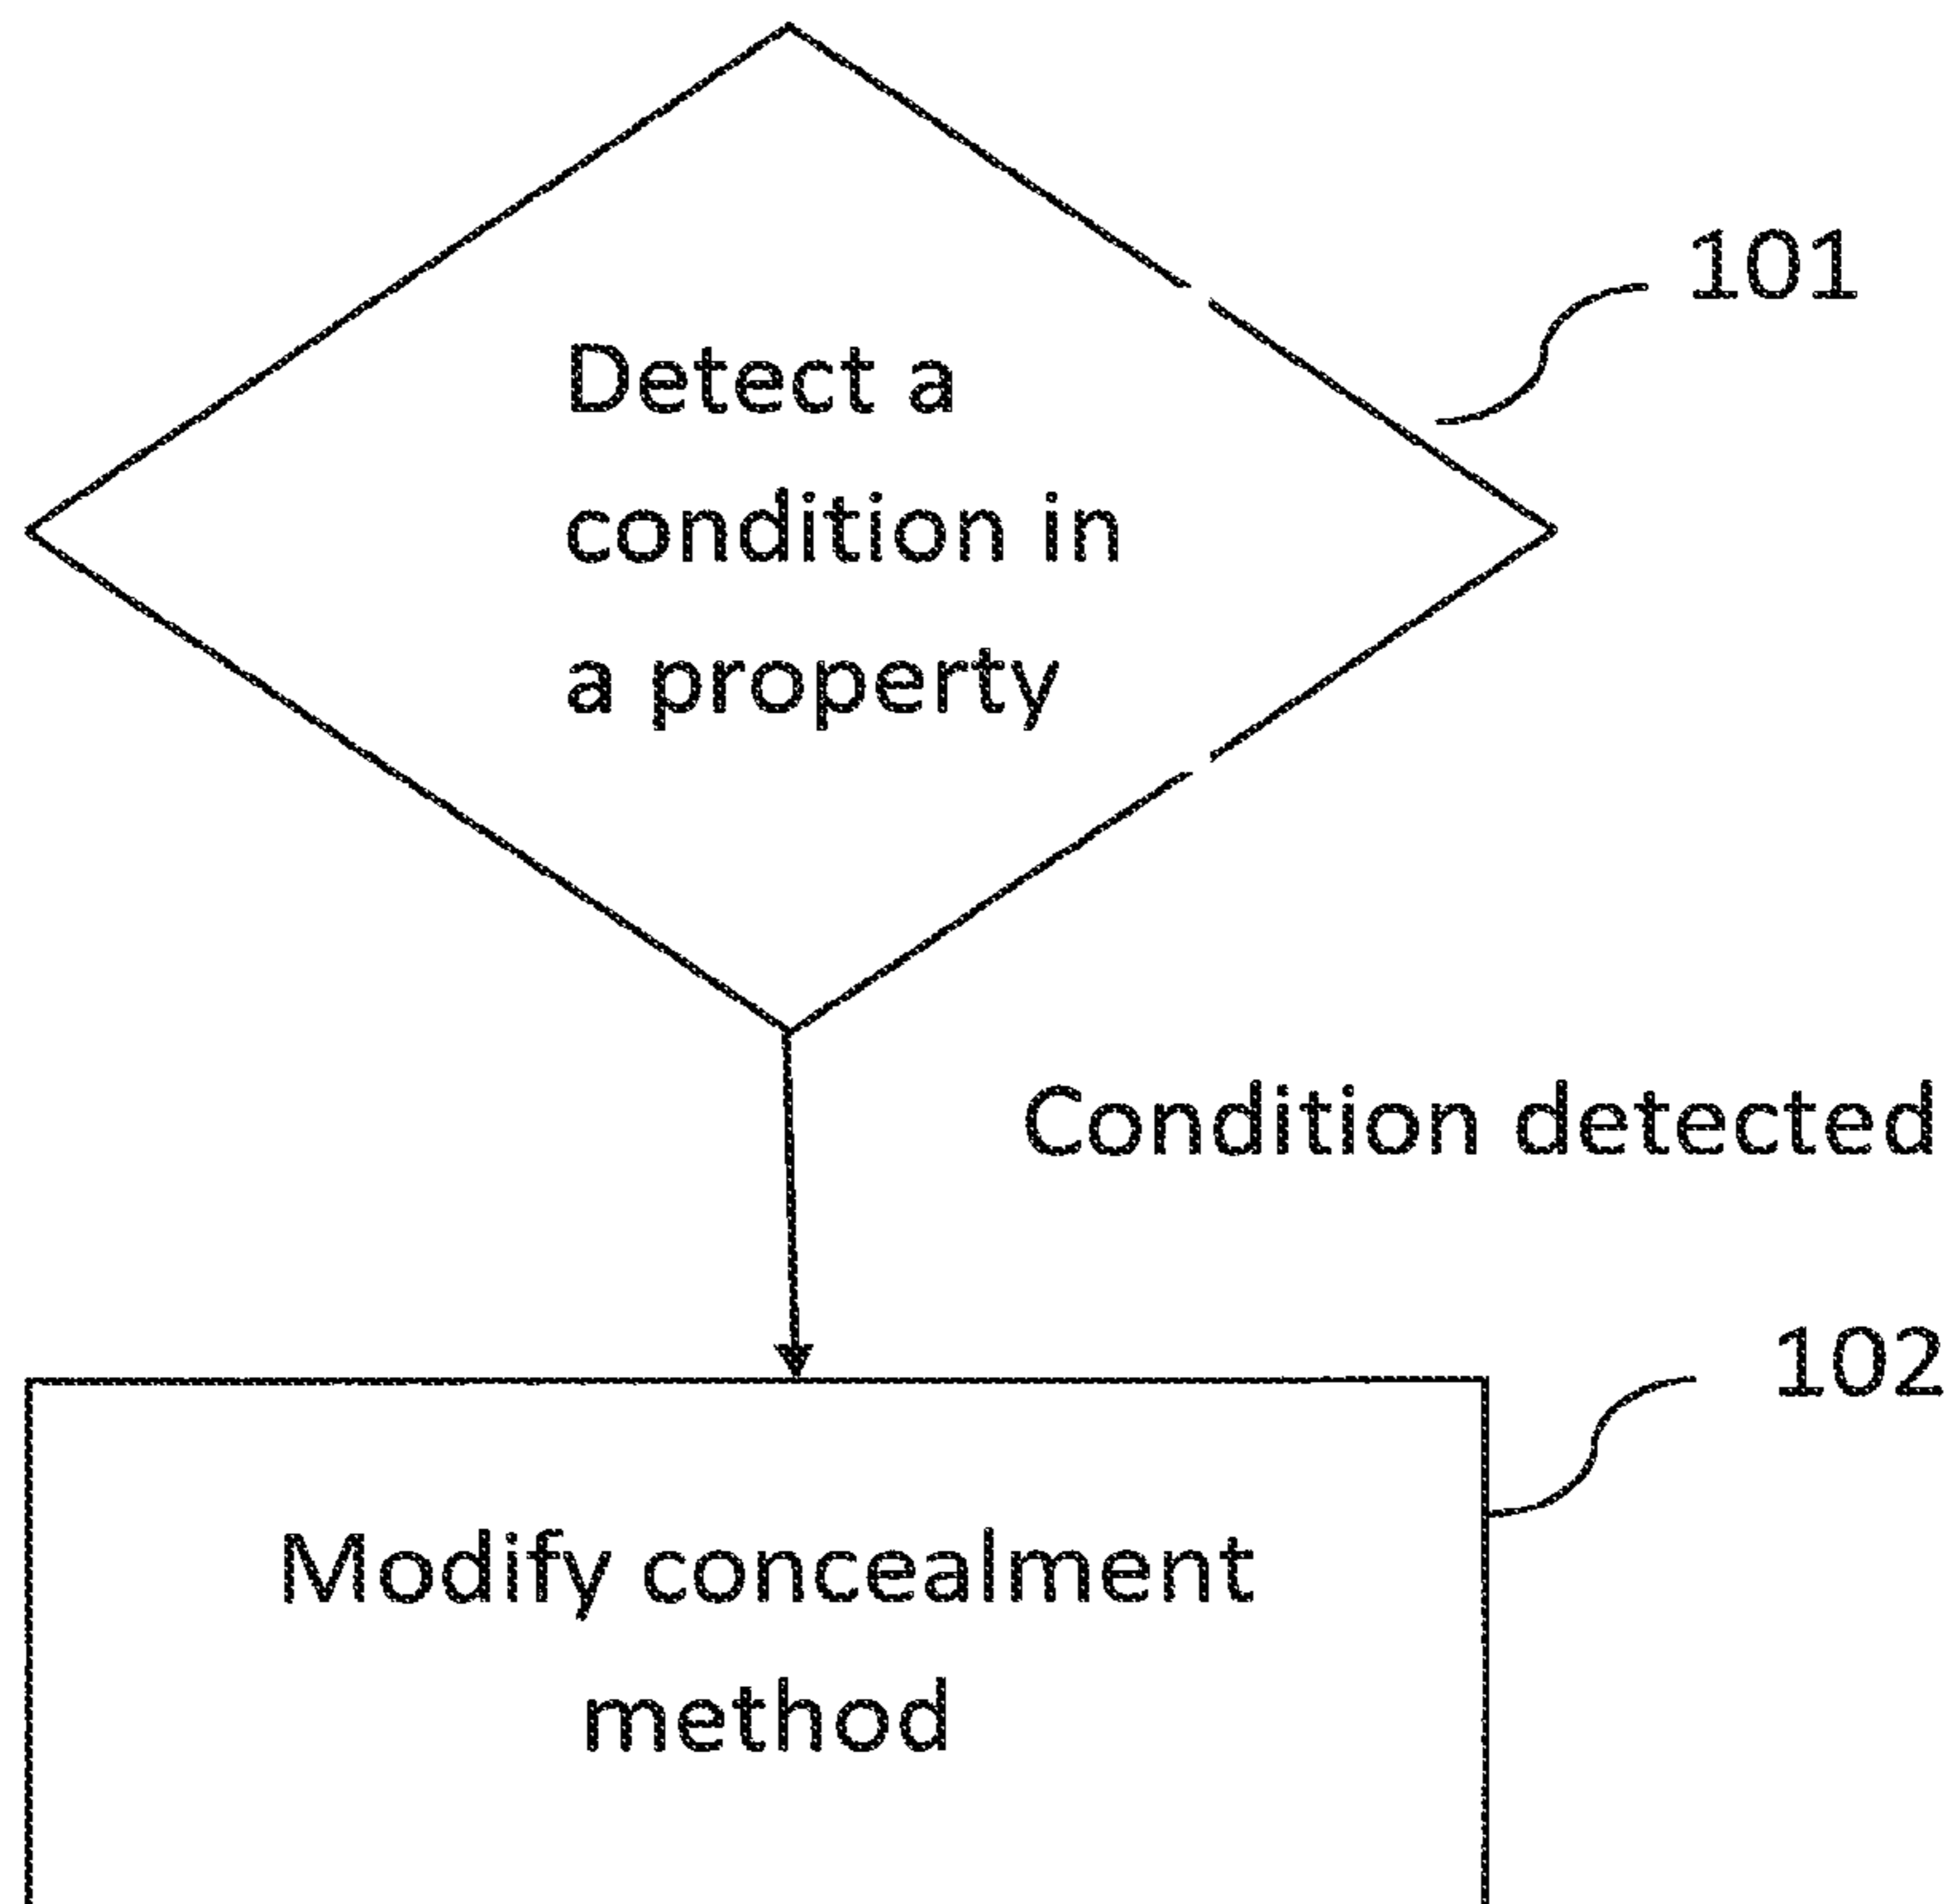 101
Detect a
condition in
a property
Condition detected
102
Modify concealment
method